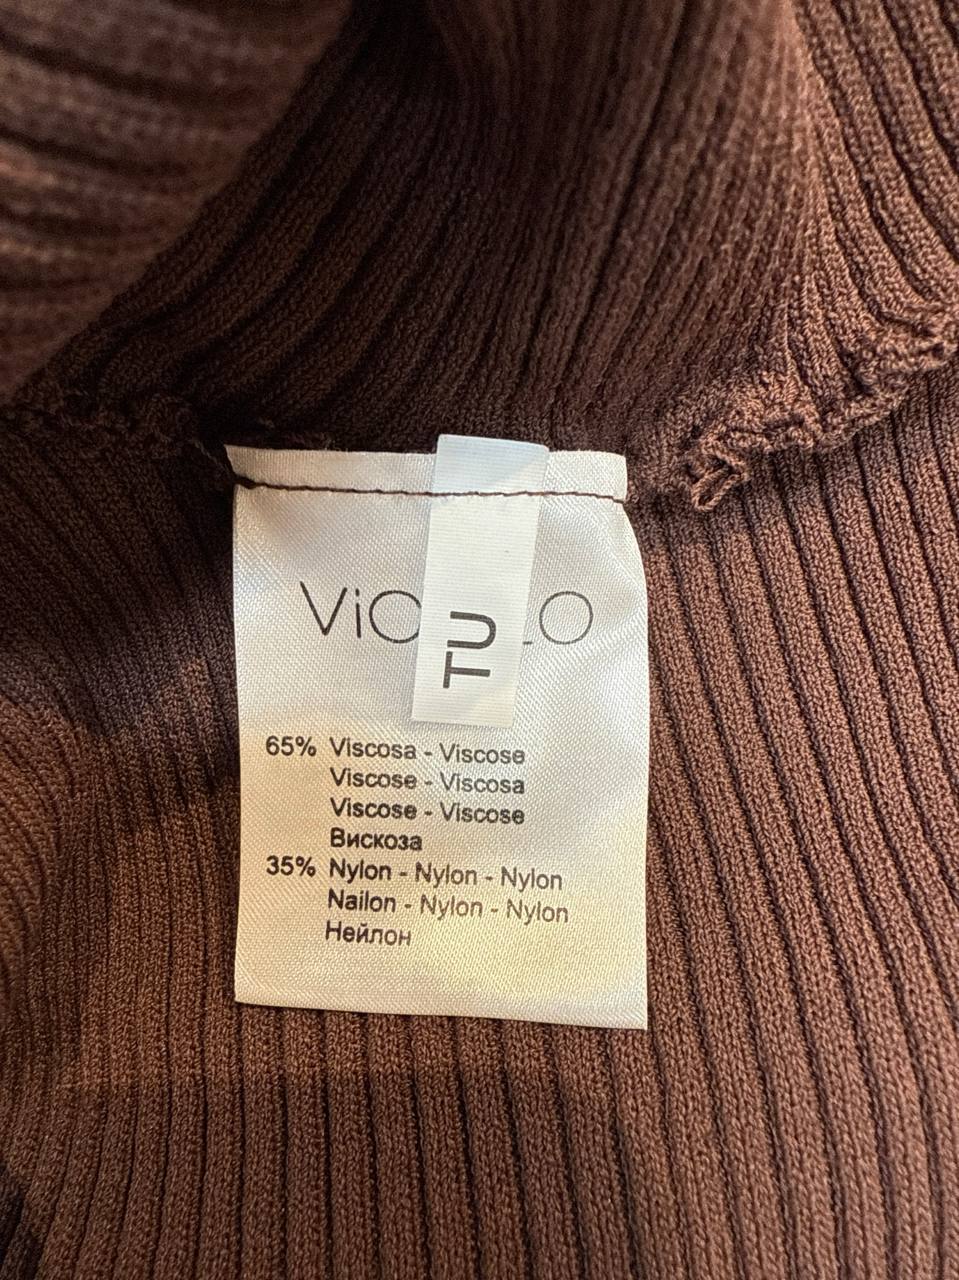 TU
65% Viscosa - Viscose
Viscose - Viscosa
Viscose - Viscose
Вискоза
35% Nylon - Nylon - Nylon
Nailon - Nylon - Nylon
Нейлон